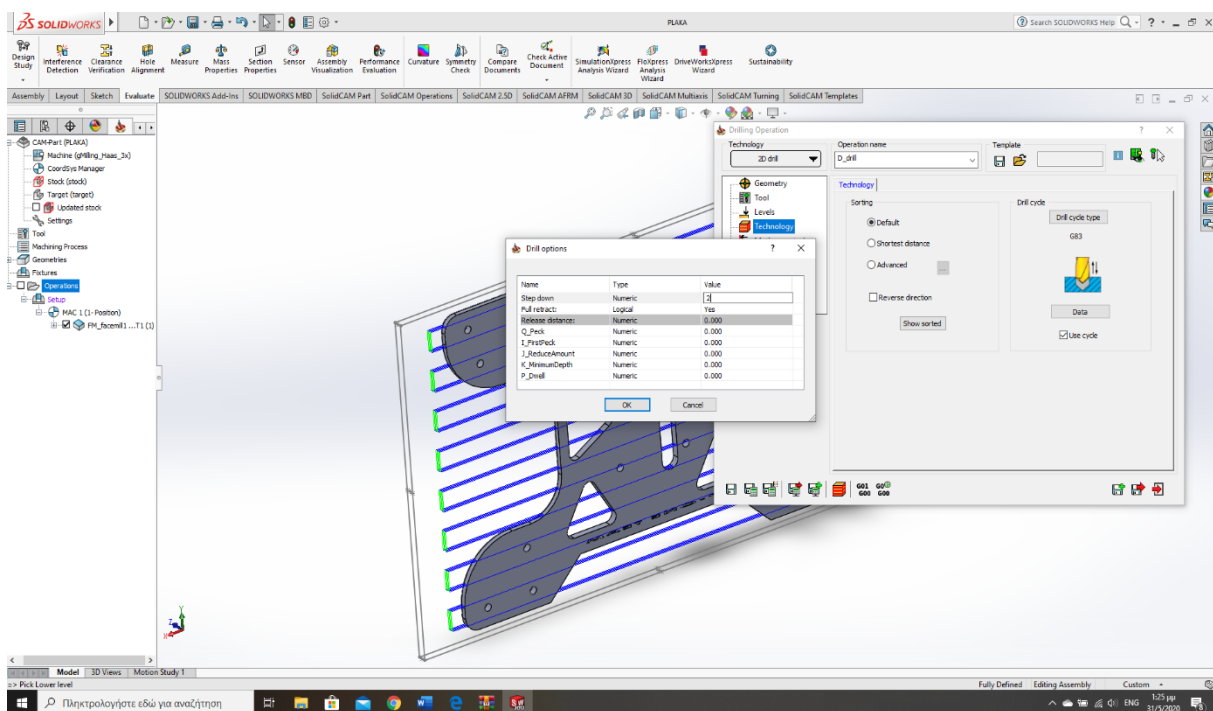 SOLIDWORKS
PLAKA
Search SOLIDWORKS Help
Design Study
Interference Detection
Clearance Verification
Hole Alignment
Measure
Mass Properties
Section Properties
Sensor
Assembly Visualization
Performance Evaluation
Curvature
Symmetry Check
Compare Documents
Check Active Document
SimulationXpress Analysis Wizard
FloXpress Analysis Wizard
DriveWorksXpress Wizard
Sustainability
Assembly Layout Sketch Evaluate SOLIDWORKS Add-Ins SOLIDWORKS MBD SolidCAM Part SolidCAM Operations SolidCAM 2.5D SolidCAM AFRM SolidCAM 3D SolidCAM Multiaxis SolidCAM Turning SolidCAM Templates
CAM-Part (PLAKA)
Machine (gMilling_Haas_3x)
CoordSys Manager
Stock (stock)
Target (target)
Updated stock
Settings
Tool
Machining Process
Geometries
Fixtures
Operations
Setup
MAC 1 (1- Position)
FM_facemill1 ...T1 (1)
Drilling Operation ? ×
Technology
2D drill
Operation name
D_drill
Template
Geometry
Tool
Levels
Technology
Technology
Sorting
Default
Shortest distance
Advanced
...
Reverse direction
Show sorted
Drill cycle
Drill cycle type
G83
Data
Use cycle
G01 G00
G00 G00
Drill options ? ×
Name Type Value
Step down Numeric 2
Full retract: Logical Yes
Release distance: Numeric 0.000
Q_Peck Numeric 0.000
I_FirstPeck Numeric 0.000
J_ReduceAmount Numeric 0.000
K_MinimumDepth Numeric 0.000
P_Dwell Numeric 0.000
OK Cancel
Y
Z
X
Model 3D Views Motion Study 1
=> Pick Lower level
Fully Defined Editing Assembly Custom
Πληκτρολογήστε εδώ για αναζήτηση
ENG
1:25 μμ
31/5/2020